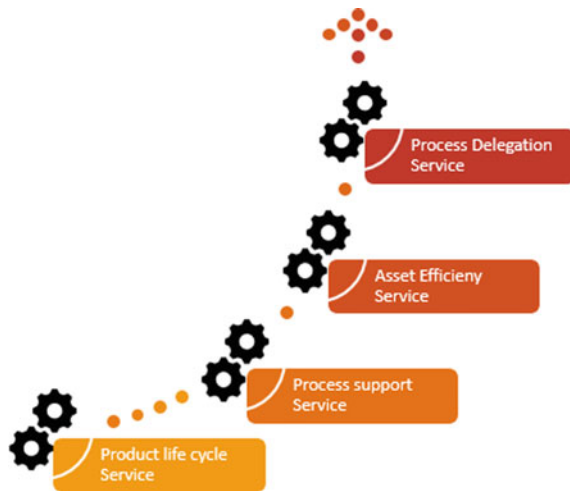 Process Delegation
Service
Asset Efficieny
Service
Process support
Service
Product life cycle
Service